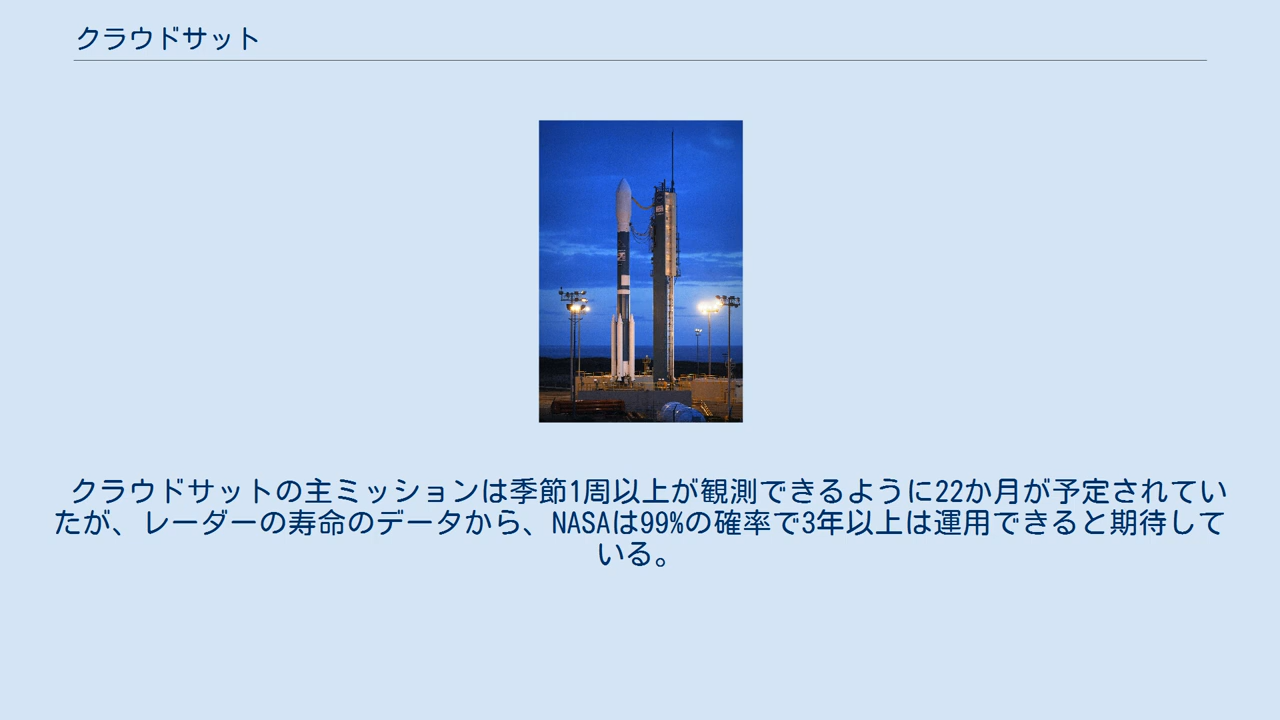 クラウドサット
クラウドサットの主ミッションは季節1周以上が観測できるように22か月が予定されてい
たが、レーダーの寿命のデータから、NASAは99%の確率で3年以上は運用できると期待して
いる。